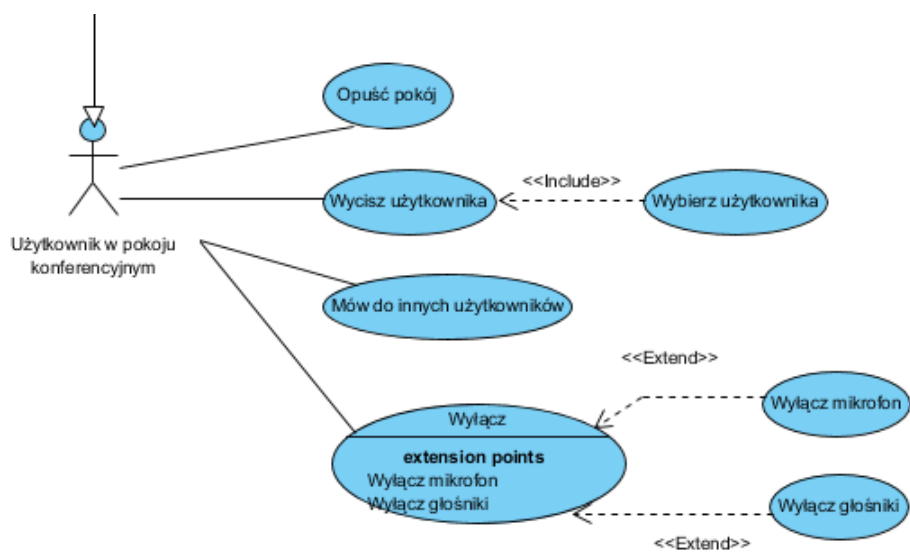 Opuść pokój
<<Include>>
Wycisz użytkownika
Wybierz użytkownika
Użytkownik w pokoju
konferencyjnym
Mów do innych użytkowników
<<Extend>>
Wyłącz mikrofon
Wyłącz
extension points
Wyłącz mikrofon
Wyłącz głośniki
Wyłącz głośniki
<<Extend>>